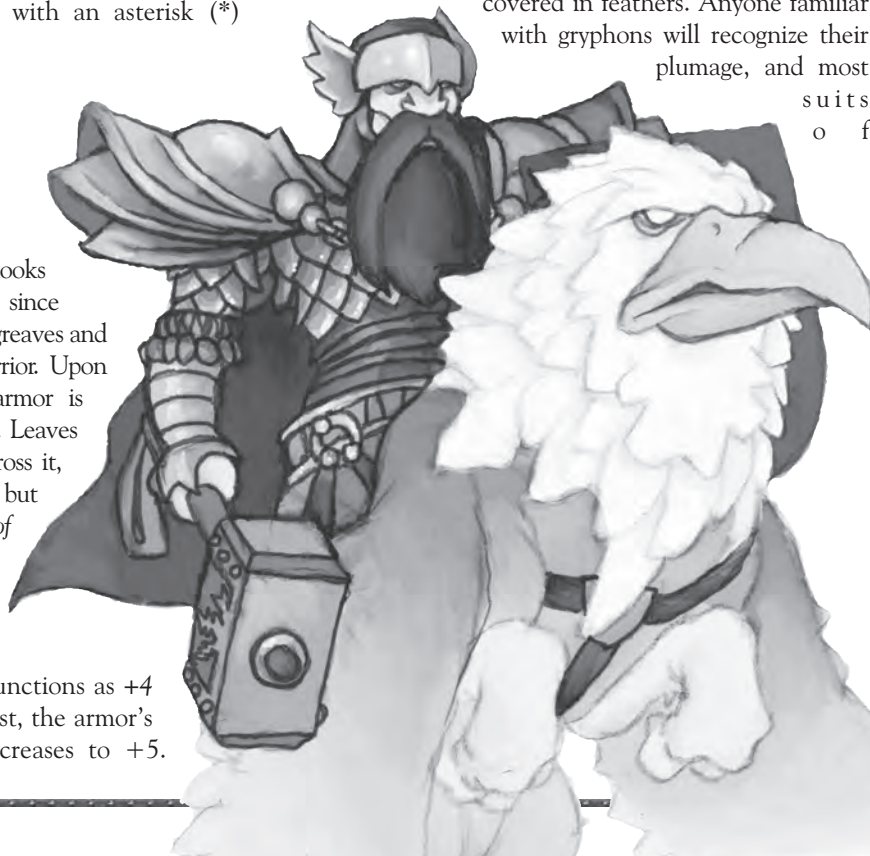 with an asterisk (*)
ooks
since
greaves and
rrior. Upon
armor is
. Leaves
ross it,
but
of
unctions as +4
st, the armor's
creases to +5.
covered in feathers. Anyone familiar
with gryphons will recognize their
plumage, and most
suits
of